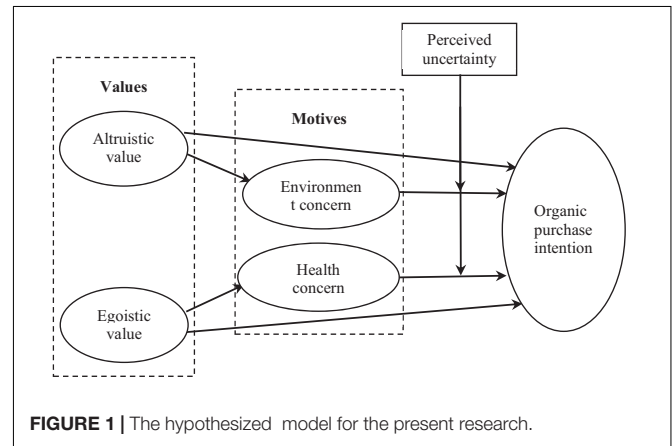 Perceived
uncertainty
Values
Motives
Altruistic
value
Environmen
t concern
Organic
purchase
intention
Health
concern
Egoistic
value
FIGURE 1 | The hypothesized model for the present research.